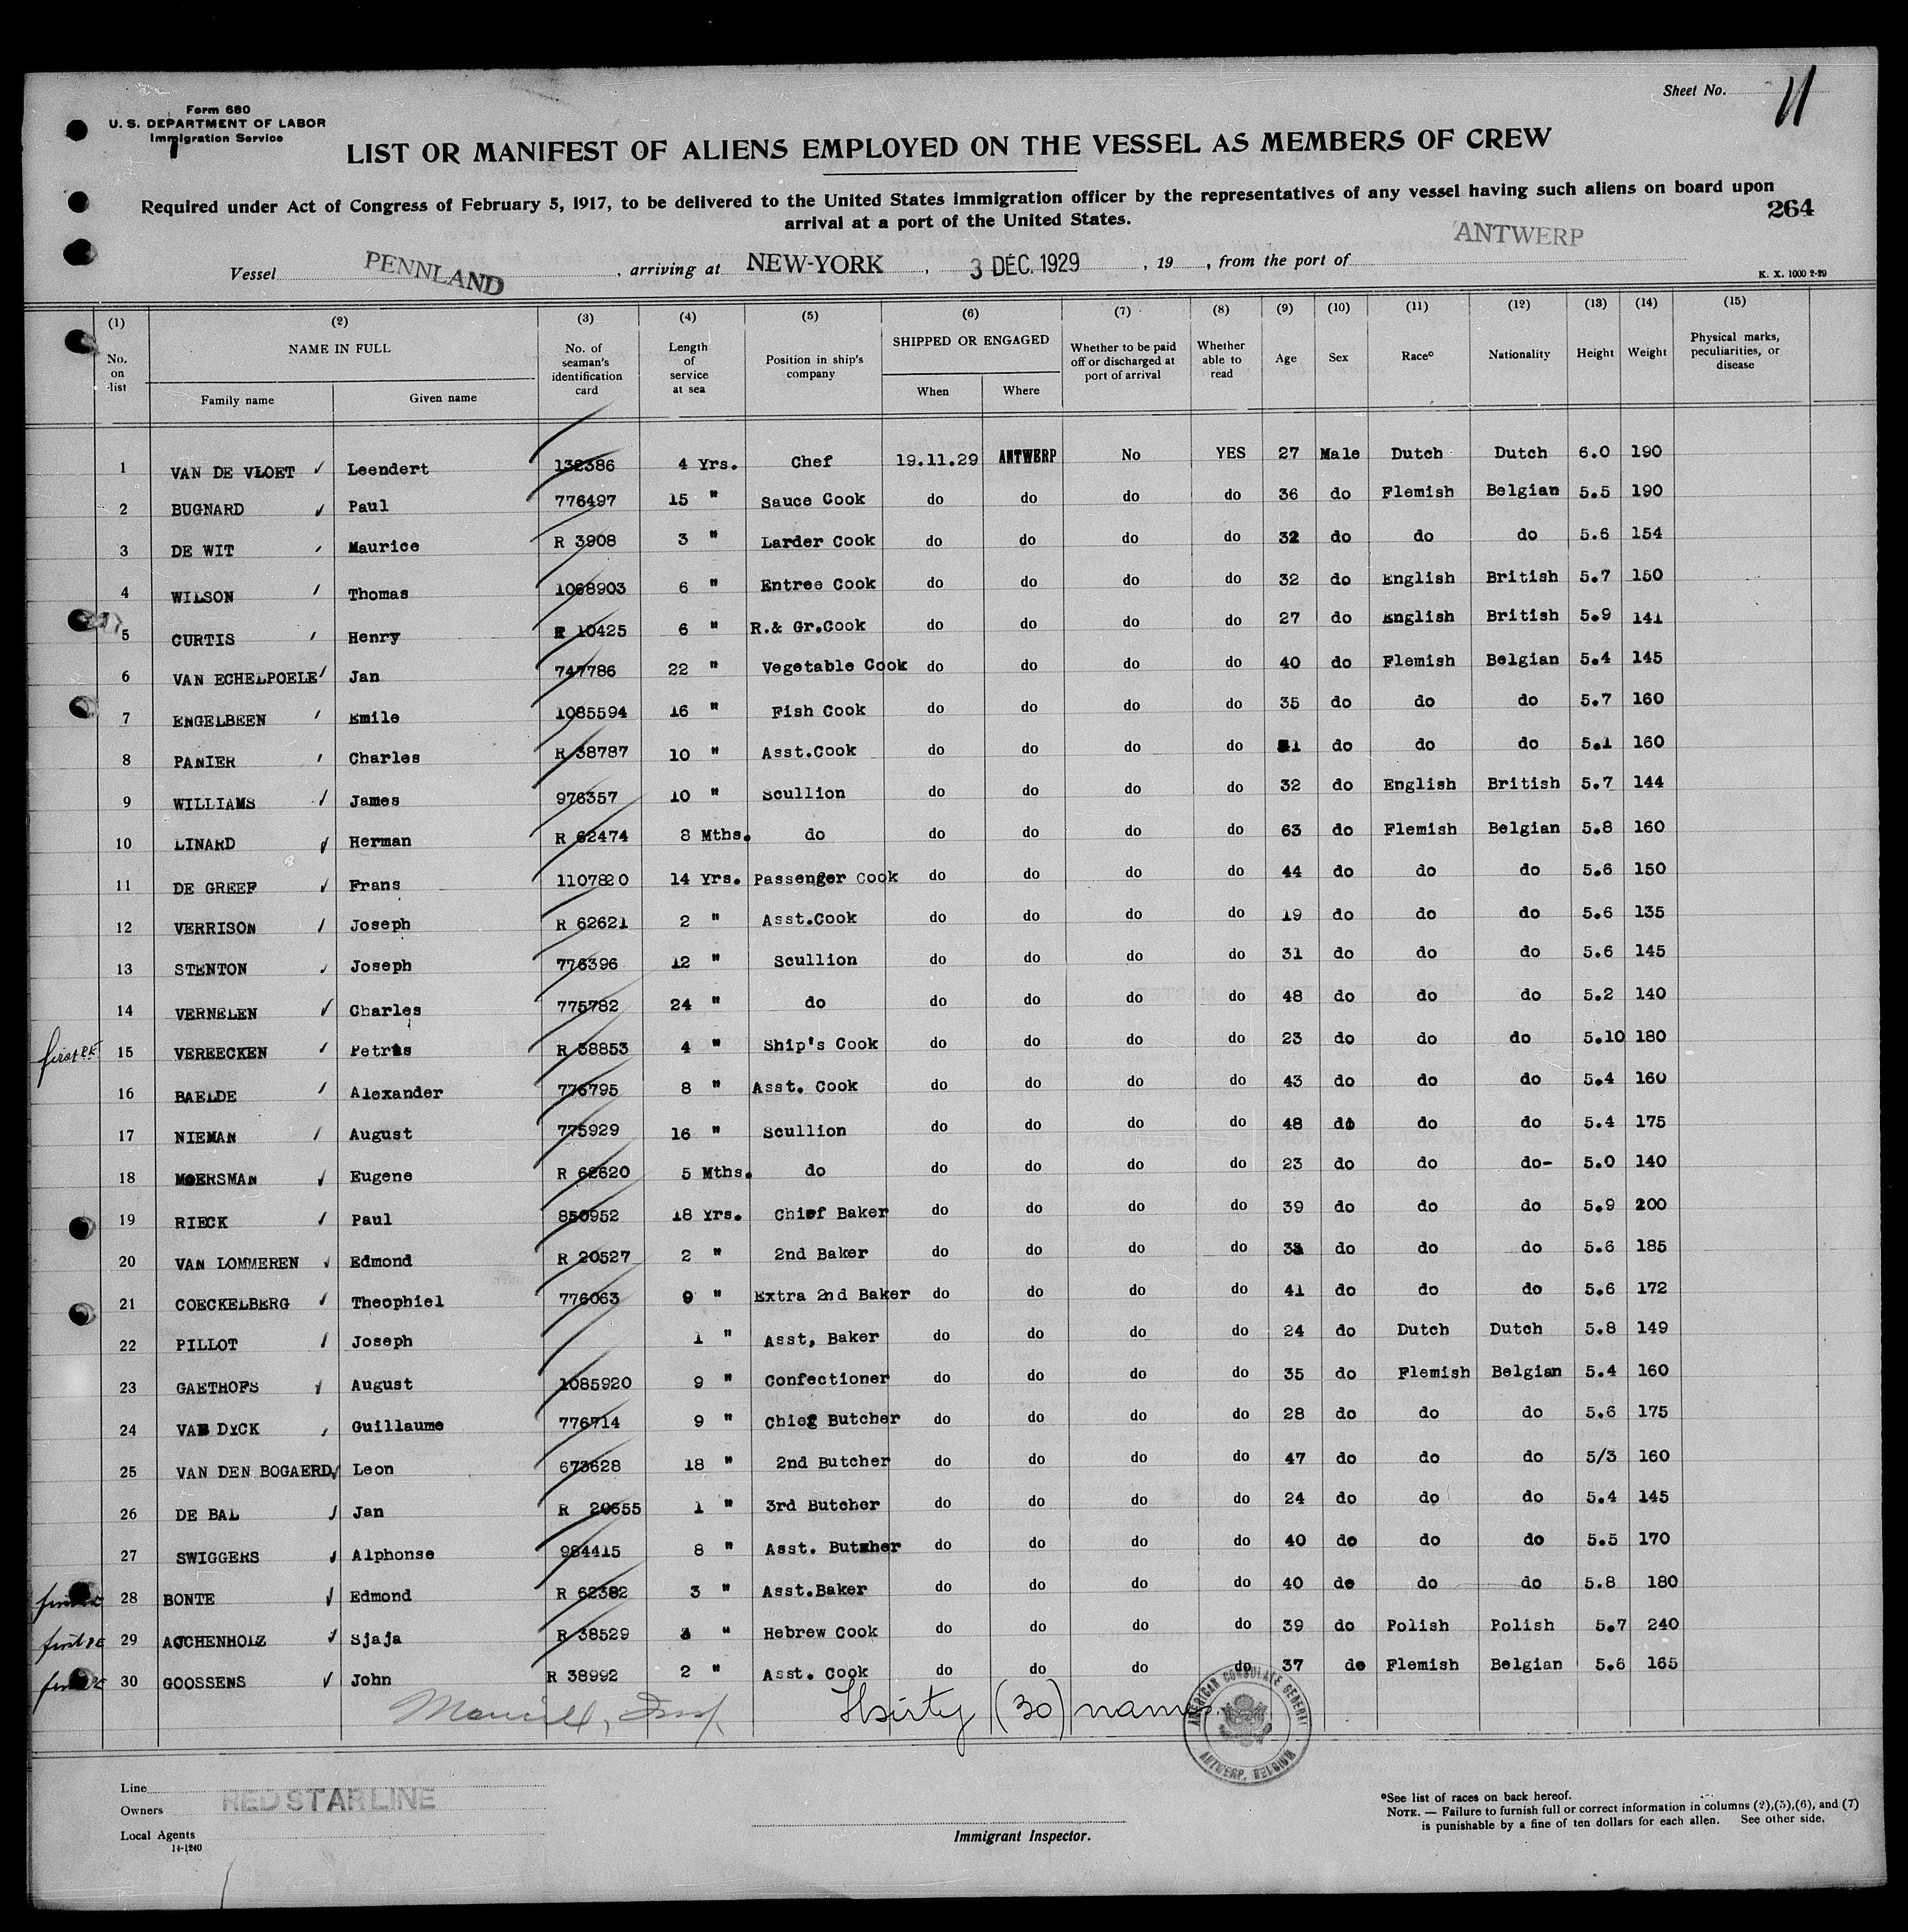 Sheet No. 11
Form 680
U. S. DEPARTMENT OF LABOR
Immigration Service
LIST OR MANIFEST OF ALIENS EMPLOYED ON THE VESSEL AS MEMBERS OF CREW
Required under Act of Congress of February 5, 1917, to be delivered to the United States immigration officer by the representatives of any vessel having such aliens on board upon
arrival at a port of the United States.
264
Vessel PENNLAND, arriving at NEW-YORK, 3 DÉC. 1929, 19, from the port of ANTWERP
K. X. 1000 2-29
(1) (2) (3) (4) (5) (6) (7) (8) (9) (10) (11) (12) (13) (14) (15)
No. on list NAME IN FULL Family name Given name No. of seaman's identification card Length of service at sea Position in ship's company SHIPPED OR ENGAGED When Where Whether to be paid off or discharged at port of arrival Whether able to read Age Sex Race° Nationality Height Weight Physical marks, peculiarities, or disease
1 VAN DE VLOET Leendert 132386 4 Yrs. Chef 19.11.29 ANTWERP No YES 27 Male Dutch Dutch 6.0 190
2 BUGNARD Paul 776497 15 " Sauce Cook do do do do 36 do Flemish Belgian 5.5 190
3 DE WIT Maurice R 3908 3 " Larder Cook do do do do 32 do do do 5.6 154
4 WILSON Thomas 1068903 6 " Entree Cook do do do do 32 do English British 5.7 150
5 CURTIS Henry R 10425 6 " R.& Gr.Cook do do do do 27 do English British 5.9 141
6 VAN ECHELPOELE Jan 747786 22 " Vegetable Cook do do do do 40 do Flemish Belgian 5.4 145
7 ENGELBEEN Emile 1085594 16 " Fish Cook do do do do 35 do do do 5.7 160
8 PANIER Charles R 38787 10 " Asst.Cook do do do do do do do 5.1 160
9 WILLIAMS James 976357 10 " Scullion do do do do 32 do English British 5.7 144
10 LINARD Herman R 62474 8 Mths. do do do do do 63 do Flemish Belgian 5.8 160
11 DE GREEF Frans 1107820 14 Yrs. Passenger Cook do do do do 44 do do do 5.6 150
12 VERRISON Joseph R 62621 2 " Asst.Cook do do do do 19 do do do 5.6 135
13 STENTON Joseph 776396 12 " Scullion do do do do 31 do do do 5.6 145
14 VERNELEN Charles 775782 24 " do do do do do 48 do do do 5.2 140
15 VEREECKEN Petrus R 38853 4 " Ship's Cook do do do do 23 do do do 5.10 180
16 BAELDE Alexander 776795 8 " Asst. Cook do do do do 43 do do do 5.4 160
17 NIEMAN August 775929 16 " Scullion do do do do 48 do do do 5.4 175
18 MOERSMAN Eugene R 62620 5 Mths. do do do do do 23 do do do- 5.0 140
19 RIECK Paul 850952 18 Yrs. Chief Baker do do do do 39 do do do 5.9 200
20 VAN LOMMEREN Edmond R 20527 2 " 2nd Baker do do do do do do do 5.6 185
21 COECKELBERG Theophiel 776063 9 " Extra 2nd Baker do do do do 41 do do do 5.6 172
22 PILLOT Joseph 1 " Asst, Baker do do do do 24 do Dutch Dutch 5.8 149
23 GAETHOFS August 1085920 9 " Confectioner do do do do 35 do Flemish Belgian 5.4 160
24 DYCK Guillaume 776714 9 " Chief Butcher do do do do 28 do do do 5.6 175
25 VAN DEN BOGAERD Leon 673628 18 " 2nd Butcher do do do do 47 do do do 5/3 160
26 DE BAL Jan R 20655 1 " 3rd Butcher do do do do 24 do do do 5.4 145
27 SWIGGERS Alphonse 984415 8 " Asst. Butcher do do do do 40 do do do 5.5 170
28 BONTE Edmond R 62382 3 " Asst.Baker do do do do 40 do do do 5.8 180
29 Sjaja R 38529 " Hebrew Cook do do do do 39 do Polish Polish 5.7 240
30 GOOSSENS John R 38992 2 " Asst. Cook do do do do 37 do Flemish Belgian 5.6 165
Thirty (30) names.
AMERICAN CONSULATE GENERAL
ANTWERP, BELGIUM
Line
RED STAR LINE
Owners
Local Agents
14-1240
Immigrant Inspector.
°See list of races on back hereof.
NOTE. — Failure to furnish full or correct information in columns (2),(5),(6), and (7)
is punishable by a fine of ten dollars for each alien. See other side.